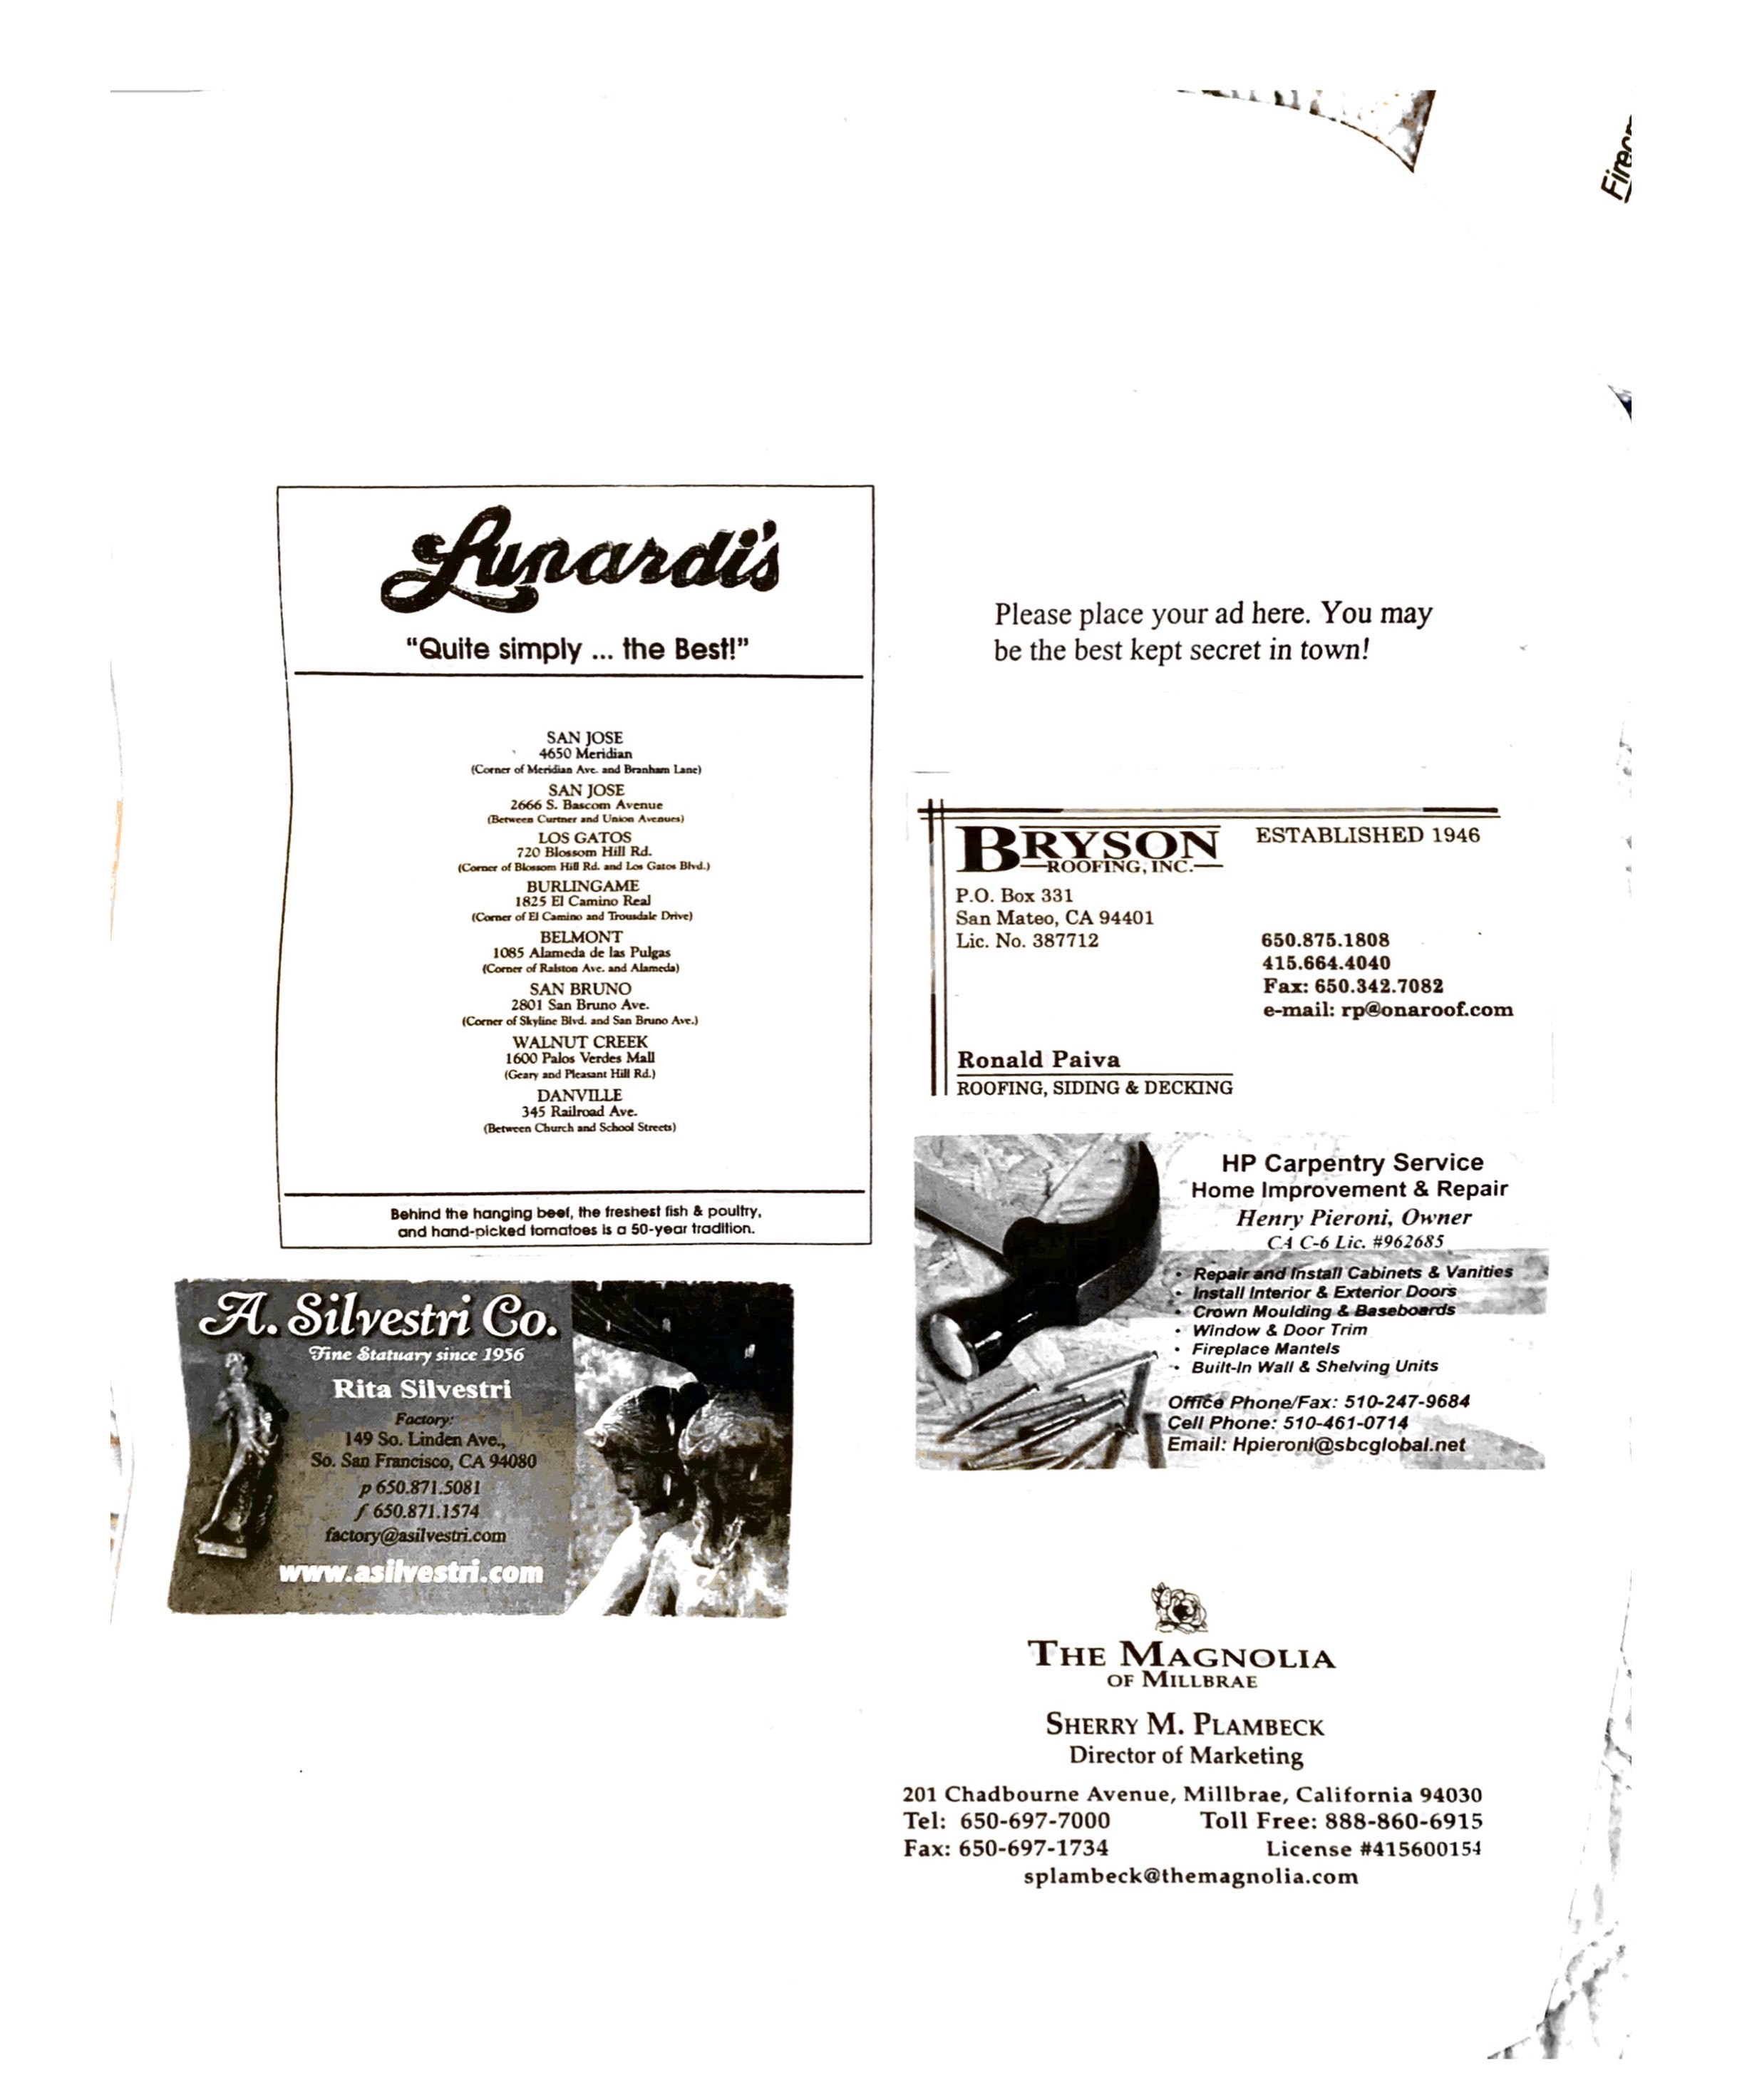 Lunardi's
"Quite simply ... the Best!"
SAN JOSE
4650 Meridian
(Corner of Meridian Ave. and Branham Lane)
SAN JOSE
2666 S. Bascom Avenue
(Between Curtner and Union Avenues)
LOS GATOS
720 Blossom Hill Rd.
(Corner of Blossom Hill Rd. and Los Gatos Blvd.)
BURLINGAME
1825 El Camino Real
(Corner of El Camino and Trousdale Drive)
BELMONT
1085 Alameda de las Pulgas
(Corner of Ralston Ave. and Alameda)
SAN BRUNO
2801 San Bruno Ave.
(Corner of Skyline Blvd. and San Bruno Ave.)
WALNUT CREEK
1600 Palos Verdes Mall
(Geary and Pleasant Hill Rd.)
DANVILLE
345 Railroad Ave.
(Between Church and School Streets)
Behind the hanging beef, the freshest fish & poultry,
and hand-picked tomatoes is a 50-year tradition.
A. Silvestri Co.
Fine Statuary since 1956
Rita Silvestri
Factory:
149 So. Linden Ave.,
So. San Francisco, CA 94080
p 650.871.5081
f 650.871.1574
factory@asilvestri.com
www.asilvestri.com
Please place your ad here. You may
be the best kept secret in town!
BRYSON
ROOFING, INC.
ESTABLISHED 1946
P.O. Box 331
San Mateo, CA 94401
Lic. No. 387712
650.875.1808
415.664.4040
Fax: 650.342.7082
e-mail: rp@onaroof.com
Ronald Paiva
ROOFING, SIDING & DECKING
HP Carpentry Service
Home Improvement & Repair
Henry Pieroni, Owner
CA C-6 Lic. #962685
• Repair and Install Cabinets & Vanities
• Install Interior & Exterior Doors
• Crown Moulding & Baseboards
• Window & Door Trim
• Fireplace Mantels
• Built-In Wall & Shelving Units
Office Phone/Fax: 510-247-9684
Cell Phone: 510-461-0714
Email: Hpieroni@sbcglobal.net
THE MAGNOLIA
OF MILLBRAE
SHERRY M. PLAMBECK
Director of Marketing
201 Chadbourne Avenue, Millbrae, California 94030
Tel: 650-697-7000 Toll Free: 888-860-6915
Fax: 650-697-1734 License #415600154
splambeck@themagnolia.com